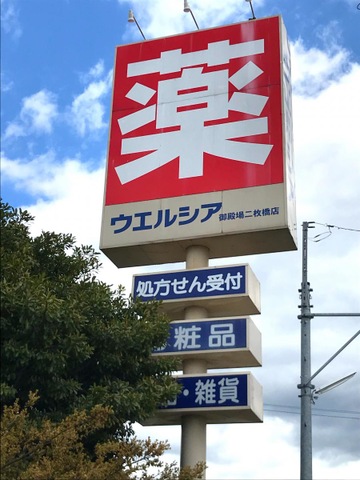 薬
ウエルシア 御殿場二枚橋店
処方せん受付
粧品
・雑貨